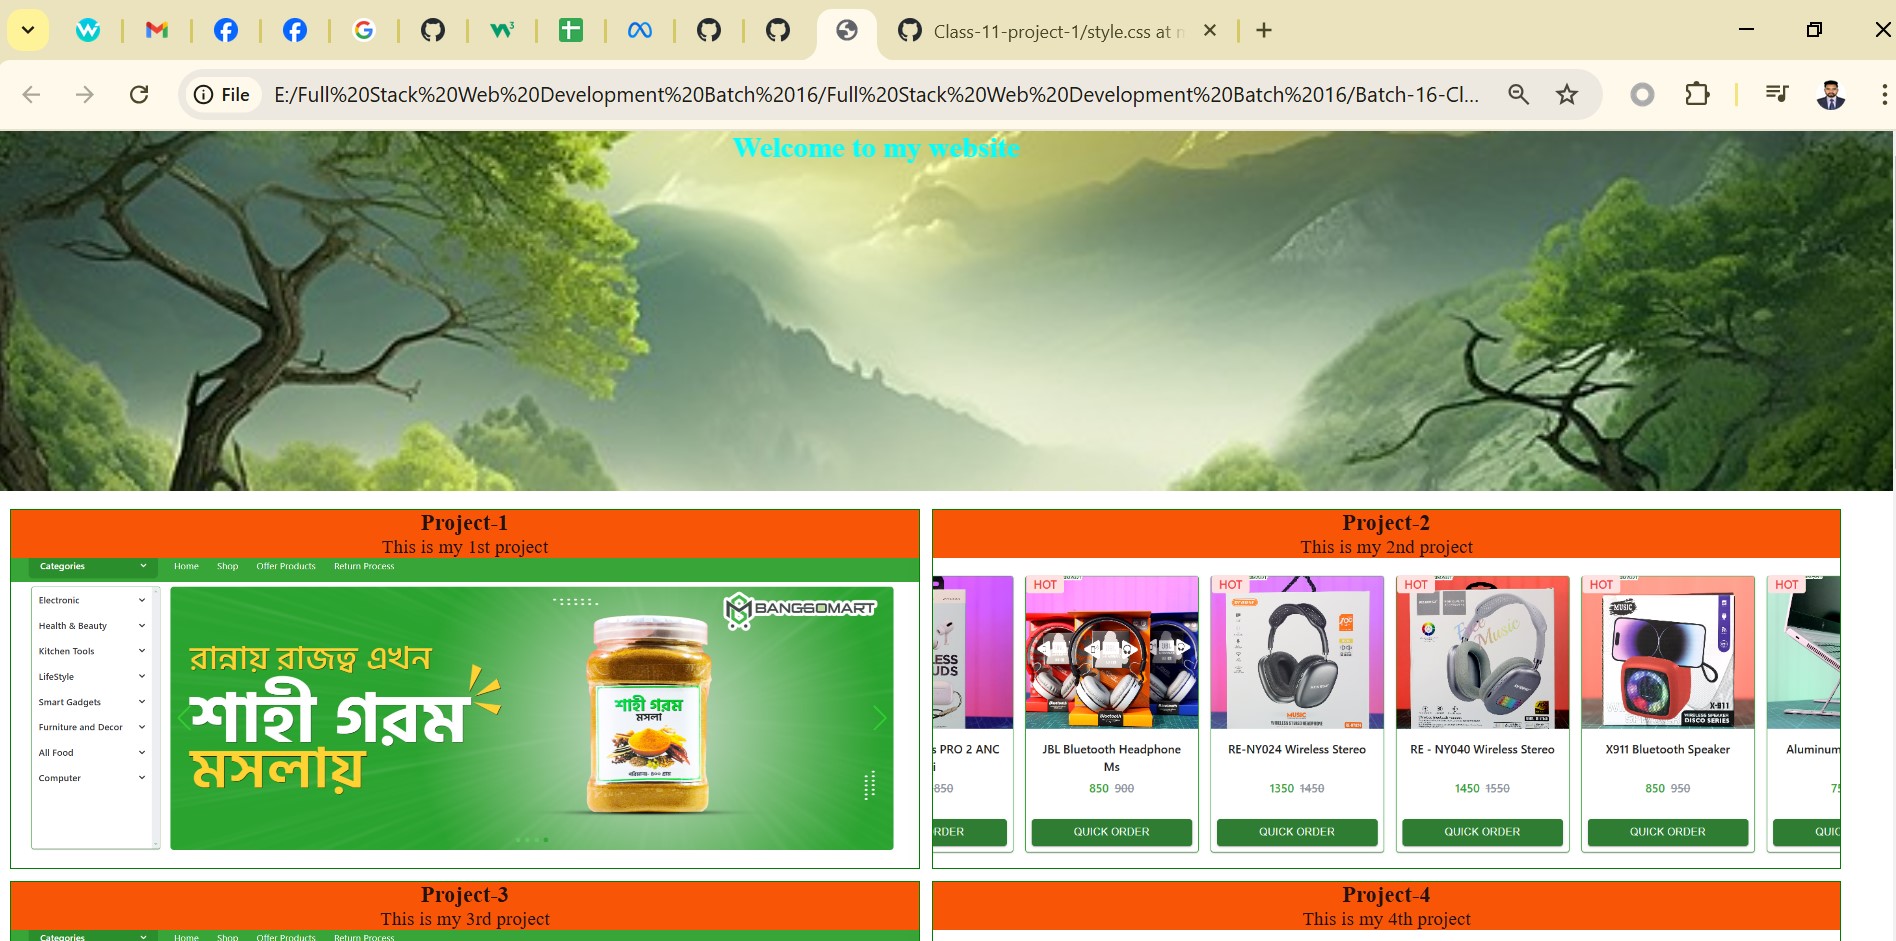 Class-11-project-1/style.css at m
File
E:/Full%20Stack%20Web%20Development%20Batch%2016/Full%20Stack%20Web%20Development%20Batch%2016/Batch-16-Cl...
Welcome to my website
Project-1
This is my 1st project
Categories Home Shop Offer Products Return Process
Electronic
Health & Beauty
Kitchen Tools
LifeStyle
Smart Gadgets
Furniture and Decor
All Food
Computer
BANGSOMART
রান্নায় রাজত্ব এখন
শাহী গরম
মসলায়
শাহী গরম
মসলা
Project-2
This is my 2nd project
HOT HOT HOT HOT HOT
MUSIC
X-811
WIRELESS SPEAKER
DISCO SERIES
s PRO 2 ANC
850
RDER
JBL Bluetooth Headphone
Ms
850 900
QUICK ORDER
RE-NY024 Wireless Stereo
1350 1450
QUICK ORDER
RE - NY040 Wireless Stereo
1450 1550
QUICK ORDER
X911 Bluetooth Speaker
850 950
QUICK ORDER
Aluminum
75
QUIC
Project-3
This is my 3rd project
Categories Home Shop Offer Products Return Process
Project-4
This is my 4th project